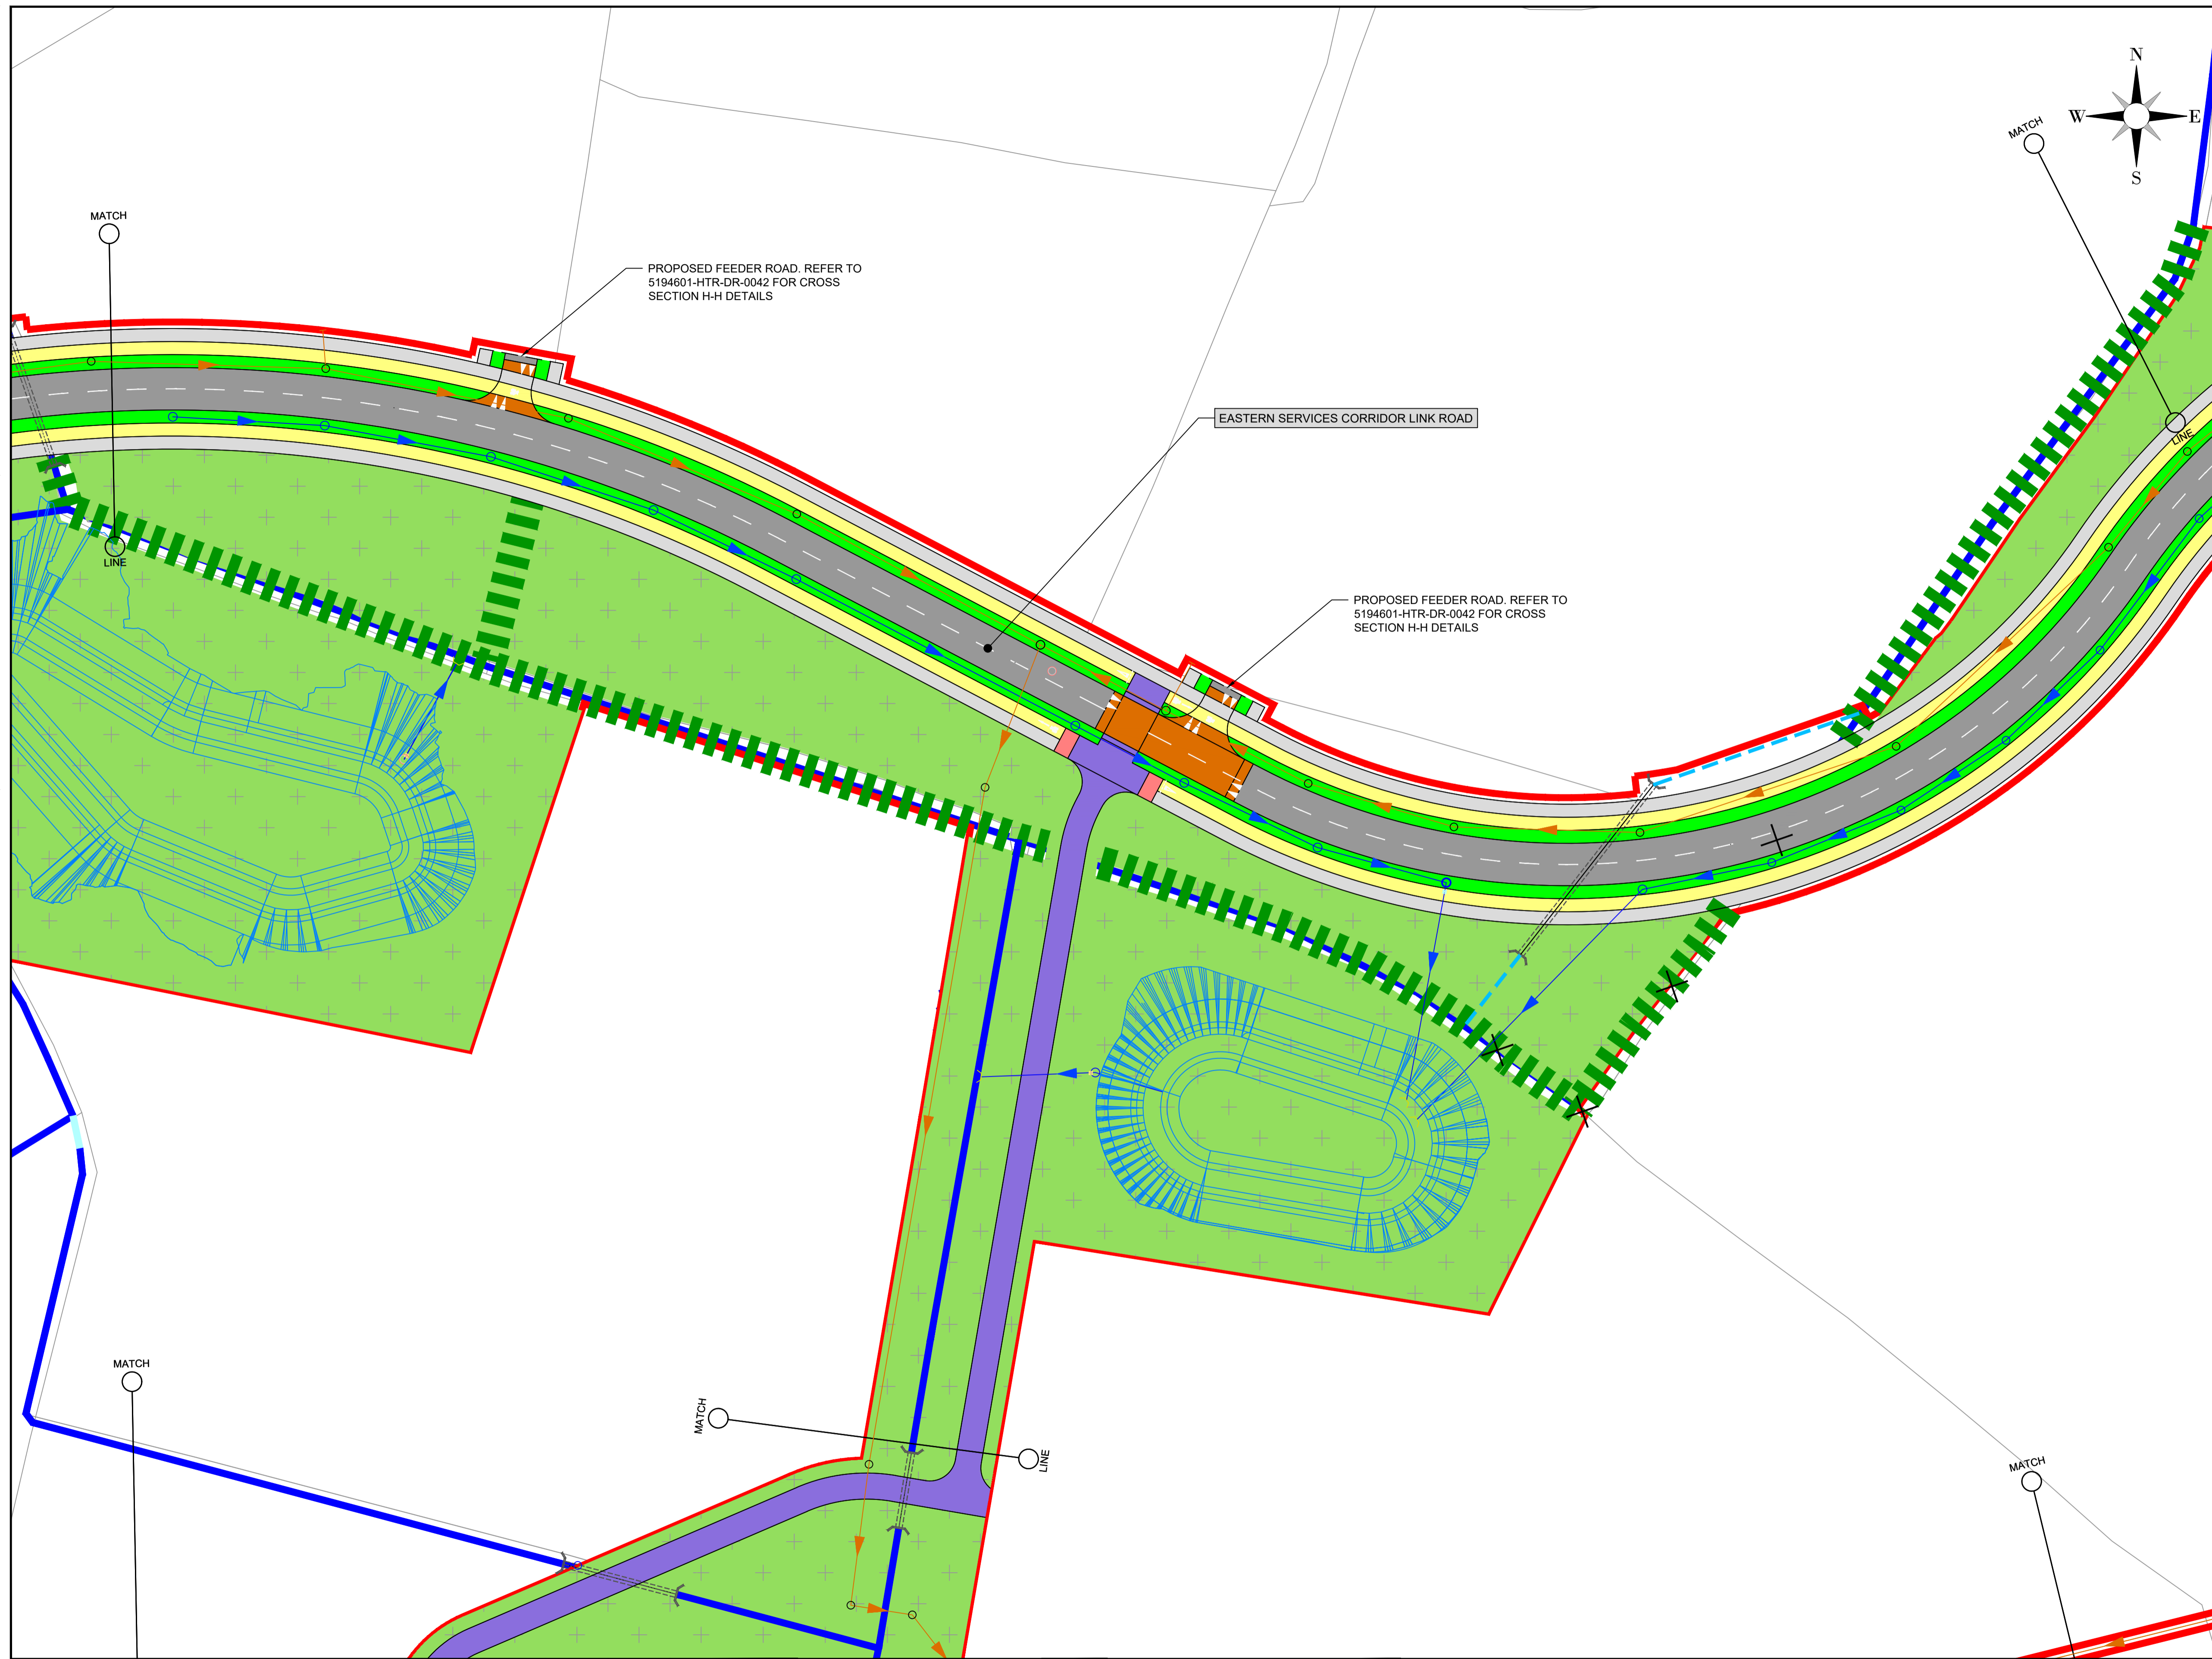 N
W
E
S
MATCH
MATCH
PROPOSED FEEDER ROAD. REFER TO
5194601-HTR-DR-0042 FOR CROSS
SECTION H-H DETAILS
EASTERN SERVICES CORRIDOR LINK ROAD
LINE
LINE
PROPOSED FEEDER ROAD. REFER TO
5194601-HTR-DR-0042 FOR CROSS
SECTION H-H DETAILS
MATCH
MATCH
LINE
MATCH